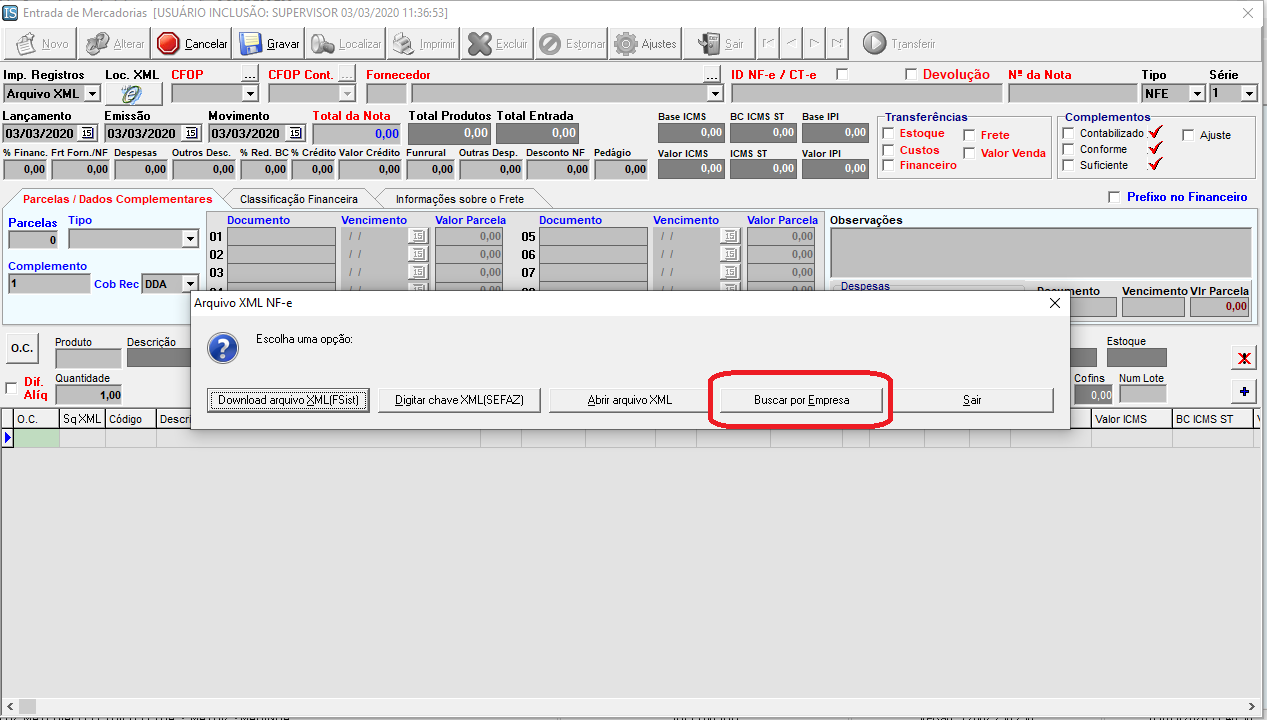 IS Entrada de Mercadorias [USUÁRIO INCLUSÃO: SUPERVISOR 03/03/2020 11:36:53]
Novo Alterar Cancelar Gravar Localizar Imprimir Excluir Estornar Ajustes Sair Transferir
Imp. Registros Loc. XML CFOP ... CFOP Cont. ... Fornecedor ... ID NF-e / CT-e Devolução Nº da Nota Tipo Série
Arquivo XML NFE 1
Lançamento Emissão Movimento Total da Nota Total Produtos Total Entrada Base ICMS BC ICMS ST Base IPI Transferências Complementos
03/03/2020 15 03/03/2020 15 03/03/2020 15 0,00 0,00 0,00 0,00 0,00 0,00 Estoque Frete Contabilizado Ajuste
% Financ. Frt Forn./NF Despesas Outros Desc. % Red. BC % Crédito Valor Crédito Funrural Outras Desp. Desconto NF Pedágio Valor ICMS ICMS ST Valor IPI Custos Valor Venda Conforme
0,00 0,00 0,00 0,00 0,00 0,00 0,00 0,00 0,00 0,00 0,00 0,00 0,00 0,00 Financeiro Suficiente
Parcelas / Dados Complementares Classificação Financeira Informações sobre o Frete Prefixo no Financeiro
Parcelas Tipo Documento Vencimento Valor Parcela Documento Vencimento Valor Parcela Observações
0 01 / / 15 0,00 05 / / 15 0,00
02 / / 15 0,00 06 / / 15 0,00
Complemento 03 / / 15 0,00 07 / / 15 0,00
1 Cob Rec DDA Despesas
Documento Vencimento Vlr Parcela
0,00
Arquivo XML NF-e
Escolha uma opção:
Download arquivo XML(FSist) Digitar chave XML(SEFAZ) Abrir arquivo XML Buscar por Empresa Sair
O.C. Produto Descrição Estoque
Dif. Alíq Quantidade Cofins Num Lote
1,00 0,00
O.C. Sq XML Código Descri Valor ICMS BC ICMS ST